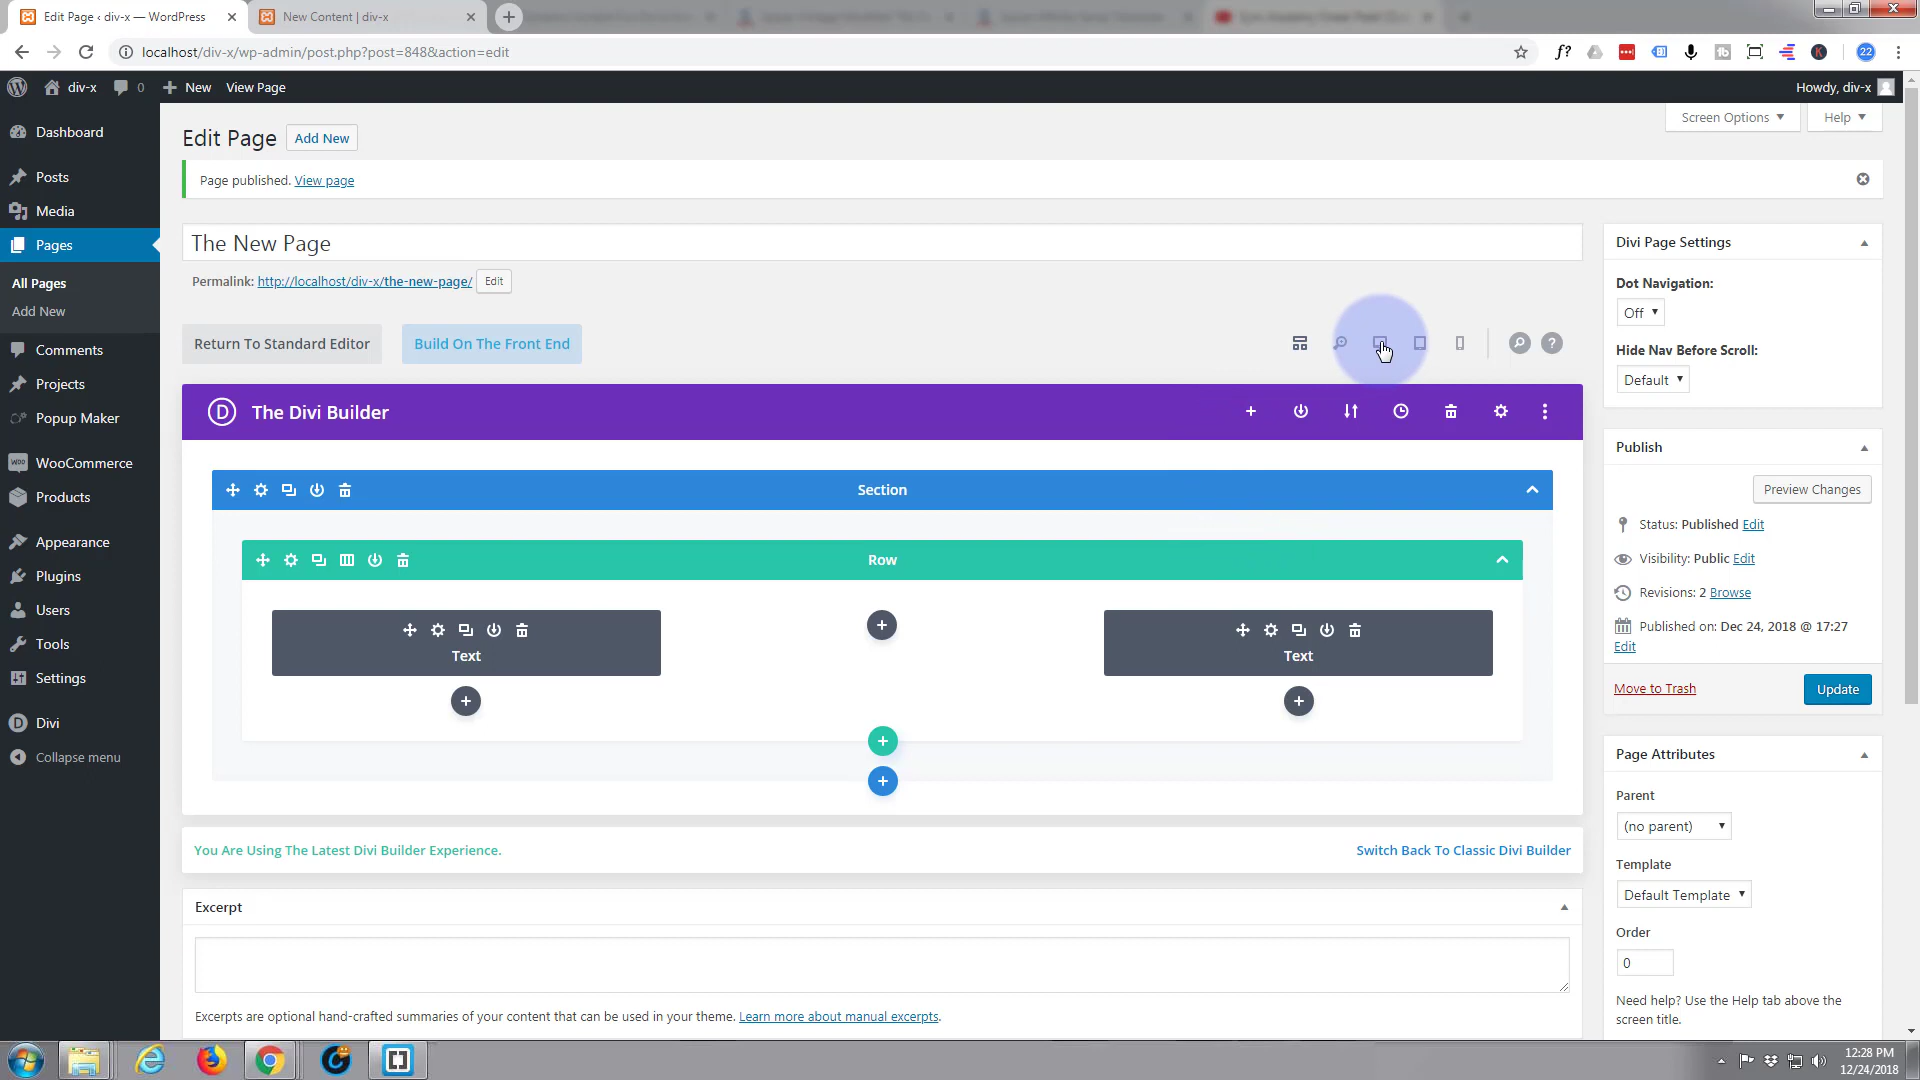 Edit Page ‹ div-x — WordPress
New Content | div-x
localhost/div-x/wp-admin/post.php?post=848&action=edit
f?
22
div-x
0
New
View Page
Howdy, div-x
Dashboard
Posts
Media
Pages
All Pages
Add New
Comments
Projects
Popup Maker
WooCommerce
Products
Appearance
Plugins
Users
Tools
Settings
Divi
Collapse menu
Screen Options
Help
Edit Page
Add New
Page published. View page
The New Page
Permalink: http://localhost/div-x/the-new-page/
Edit
Return To Standard Editor
Build On The Front End
?
D
The Divi Builder
Section
Row
Text
Text
You Are Using The Latest Divi Builder Experience.
Switch Back To Classic Divi Builder
Excerpt
Excerpts are optional hand-crafted summaries of your content that can be used in your theme. Learn more about manual excerpts.
Divi Page Settings
Dot Navigation:
Off
Hide Nav Before Scroll:
Default
Publish
Preview Changes
Status: Published Edit
Visibility: Public Edit
Revisions: 2 Browse
Published on: Dec 24, 2018 @ 17:27
Edit
Move to Trash
Update
Page Attributes
Parent
(no parent)
Template
Default Template
Order
0
Need help? Use the Help tab above the
screen title.
12:28 PM
12/24/2018